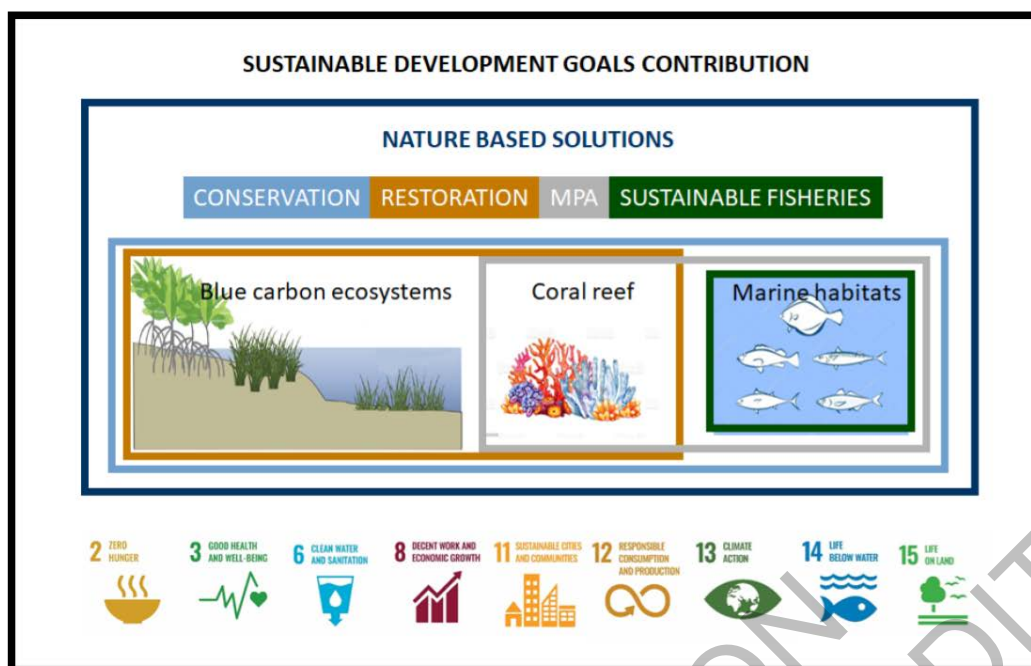 SUSTAINABLE DEVELOPMENT GOALS CONTRIBUTION
NATURE BASED SOLUTIONS
CONSERVATION RESTORATION MPA SUSTAINABLE FISHERIES
Blue carbon ecosystems Coral reef Marine habitats
2 ZERO
HUNGER
3 GOOD HEALTH
AND WELL-BEING
6 CLEAN WATER
AND SANITATION
8 DECENT WORK AND
ECONOMIC GROWTH
11 SUSTAINABLE CITIES
AND COMMUNITIES
12 RESPONSIBLE
CONSUMPTION
AND PRODUCTION
13 CLIMATE
ACTION
14 LIFE
BELOW WATER
15 LIFE
ON LAND